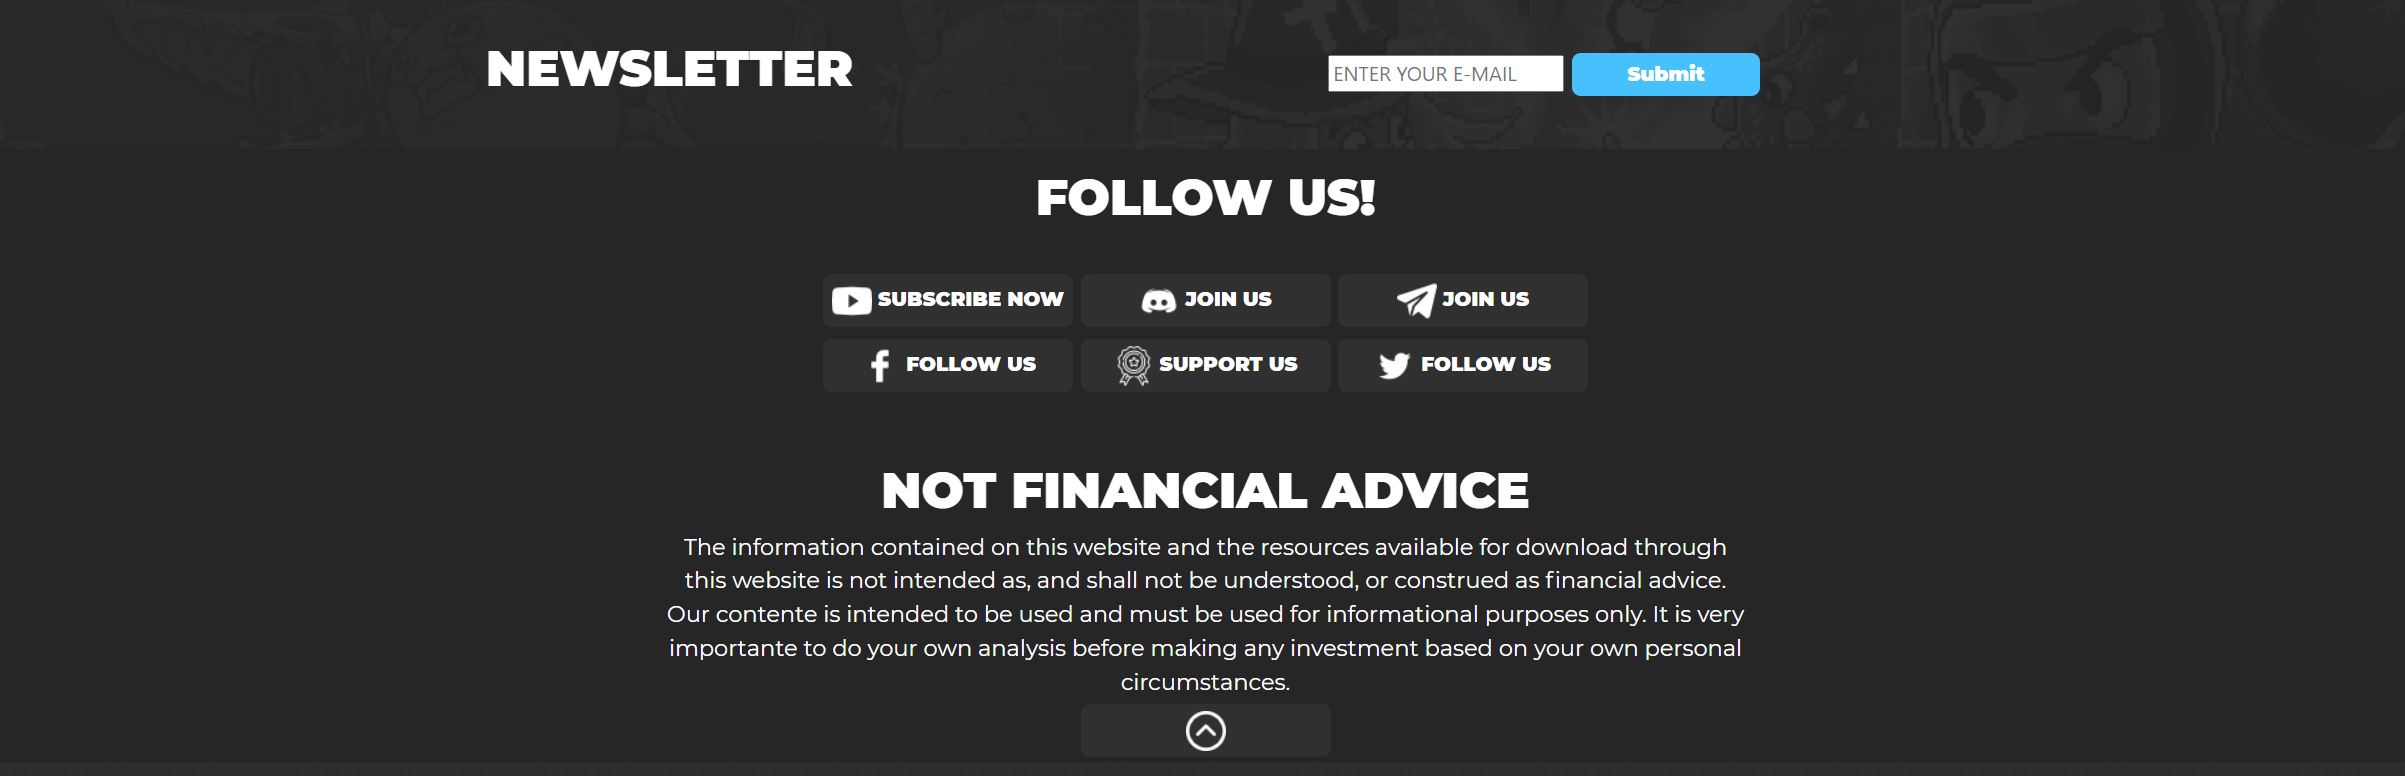 NEWSLETTER
ENTER YOUR E-MAIL
Submit
FOLLOW US!
SUBSCRIBE NOW
JOIN US
JOIN US
FOLLOW US
SUPPORT US
FOLLOW US
NOT FINANCIAL ADVICE
The information contained on this website and the resources available for download through
this website is not intended as, and shall not be understood, or construed as financial advice.
Our contente is intended to be used and must be used for informational purposes only. It is very
importante to do your own analysis before making any investment based on your own personal
circumstances.